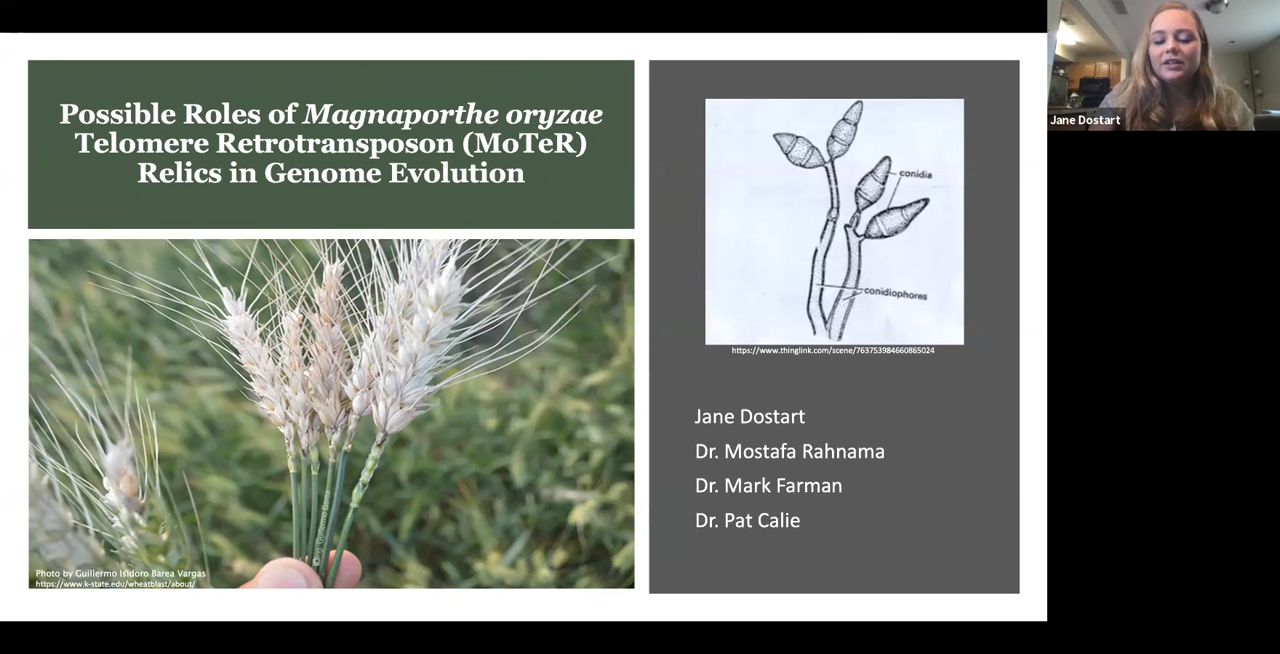 Possible Roles of Magnaporthe oryzae
Telomere Retrotransposon (MoTeR)
Relics in Genome Evolution
conidia
conidiophores
https://www.thinglink.com/scene/763753984660865024
Jane Dostart
Dr. Mostafa Rahnama
Dr. Mark Farman
Dr. Pat Calie
Photo by Guillermo Isidoro Barea Vargas
https://www.k-state.edu/wheatblast/about/
Jane Dostart